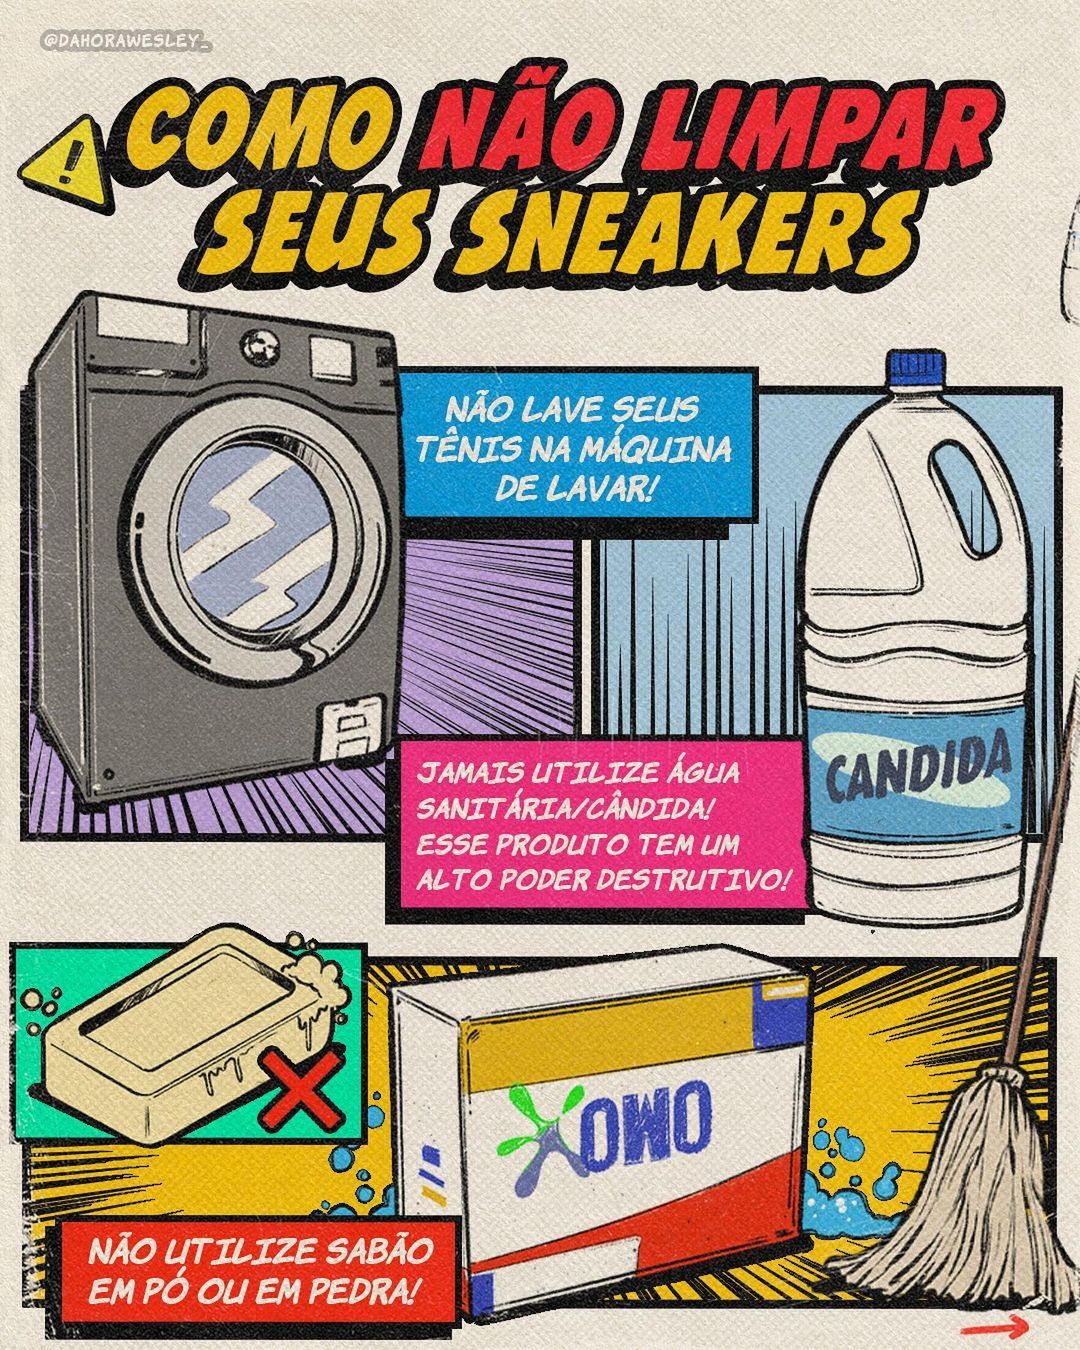 @DAHORAWESLEY_
COMO NÃO LIMPAR
SEUS SNEAKERS
!
NÃO LAVE SEUS
TÊNIS NA MÁQUINA
DE LAVAR!
CANDIDA
JAMAIS UTILIZE ÁGUA
SANITÁRIA/CÂNDIDA!
ESSE PRODUTO TEM UM
ALTO PODER DESTRUTIVO!
OMO
NÃO UTILIZE SABÃO
EM PÓ OU EM PEDRA!